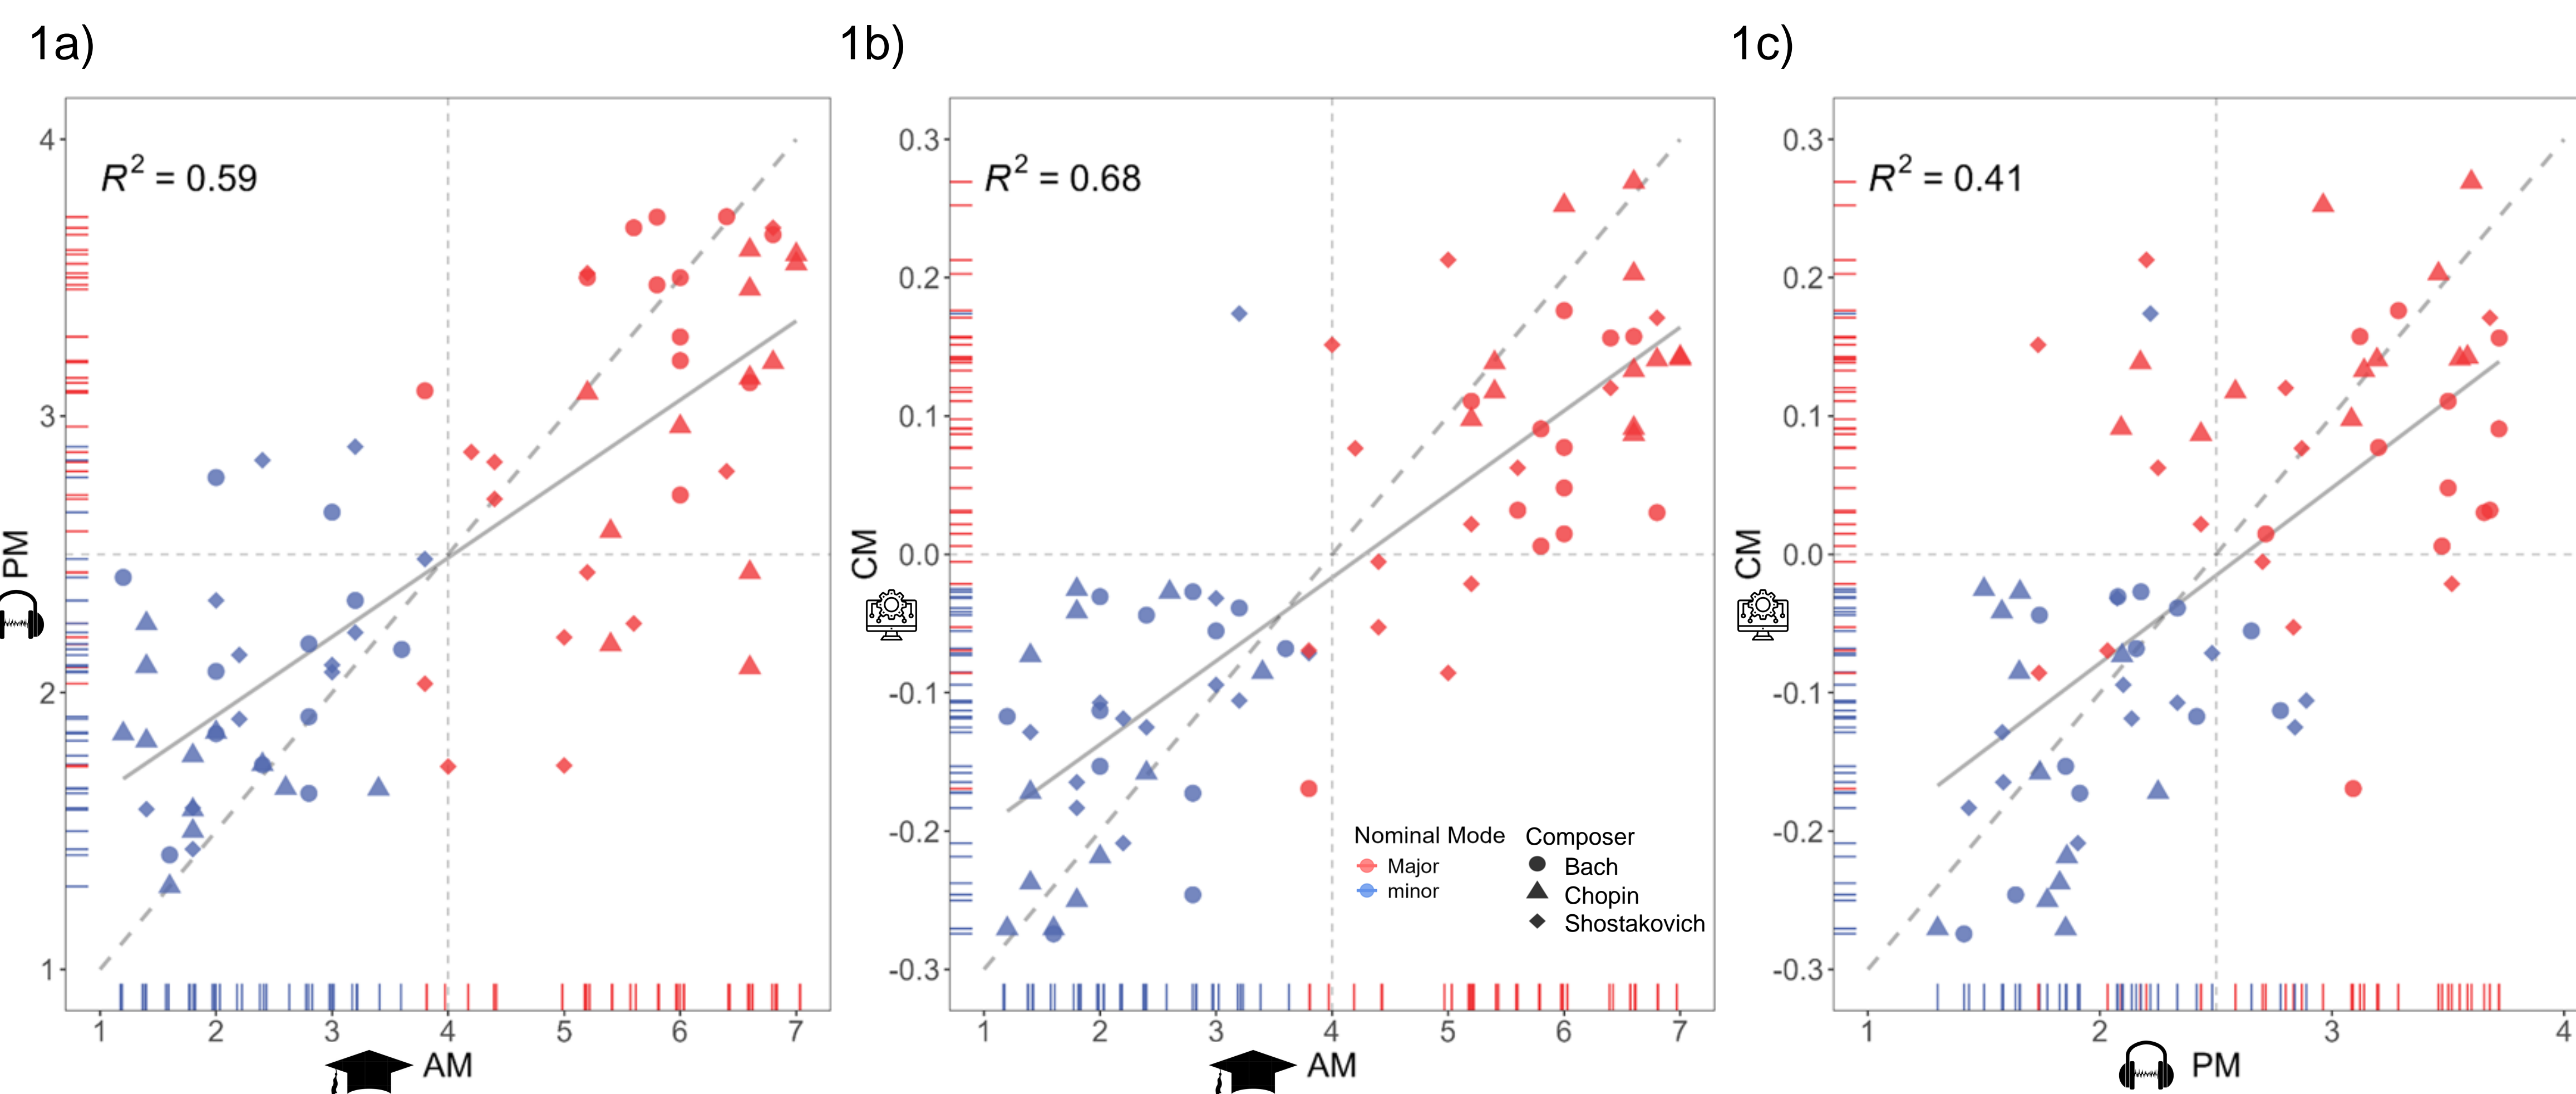 1a)
1b)
1c)
4
3
2
1
R² = 0.59
PM
1 2 3 4 5 6 7
AM
0.3
0.2
0.1
0.0
-0.1
-0.2
-0.3
R² = 0.68
CM
Nominal Mode
Major
minor
Composer
Bach
Chopin
Shostakovich
1 2 3 4 5 6 7
AM
0.3
0.2
0.1
0.0
-0.1
-0.2
-0.3
R² = 0.41
CM
1 2 3 4
PM